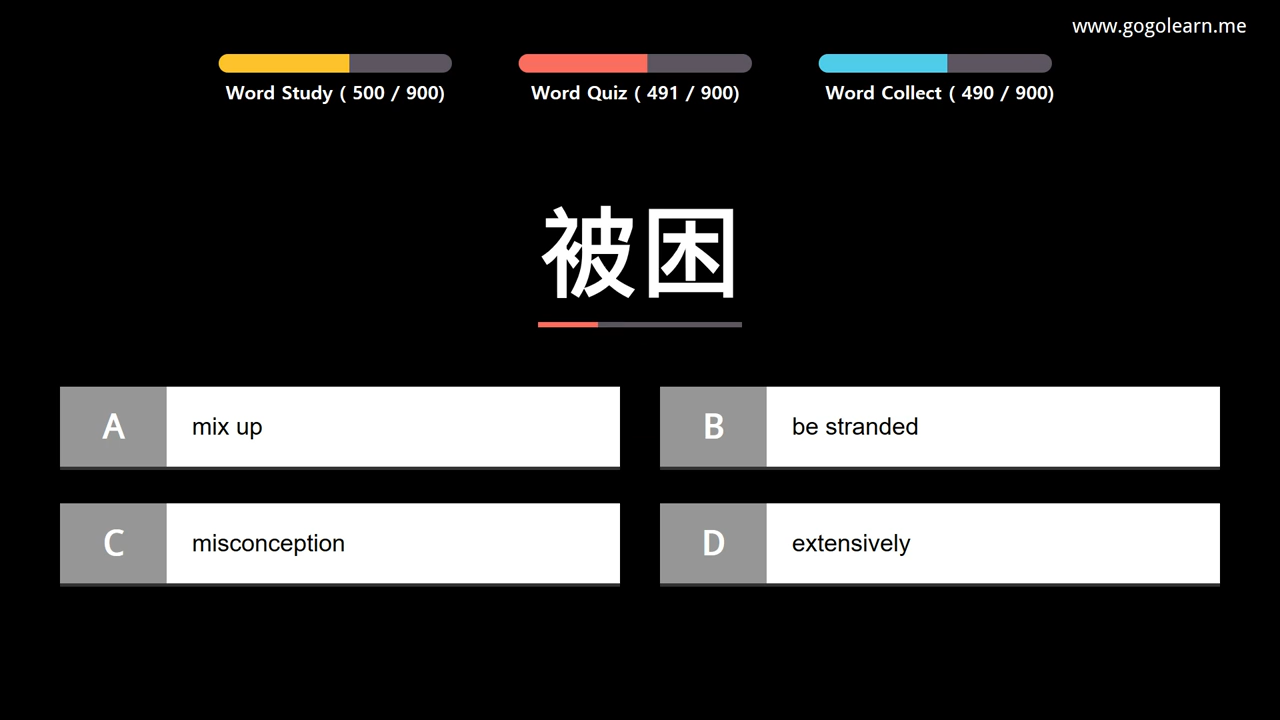 www.gogolearn.me
Word Study ( 500 / 900)
Word Quiz ( 491 / 900)
Word Collect ( 490 / 900)
被困
A mix up
B be stranded
C misconception
D extensively